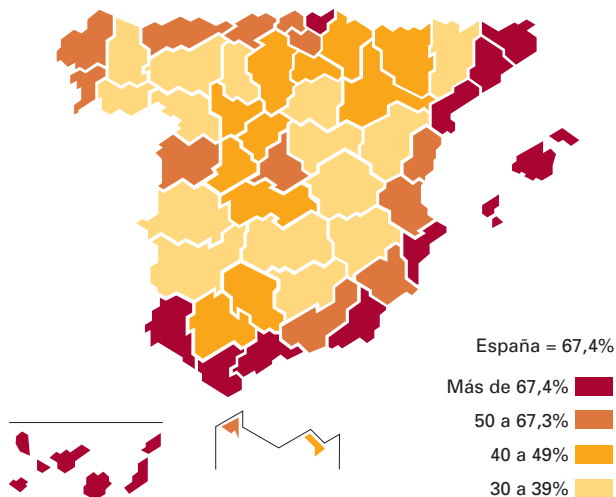 España = 67,4%
Más de 67,4%
50 a 67,3%
40 a 49%
30 a 39%